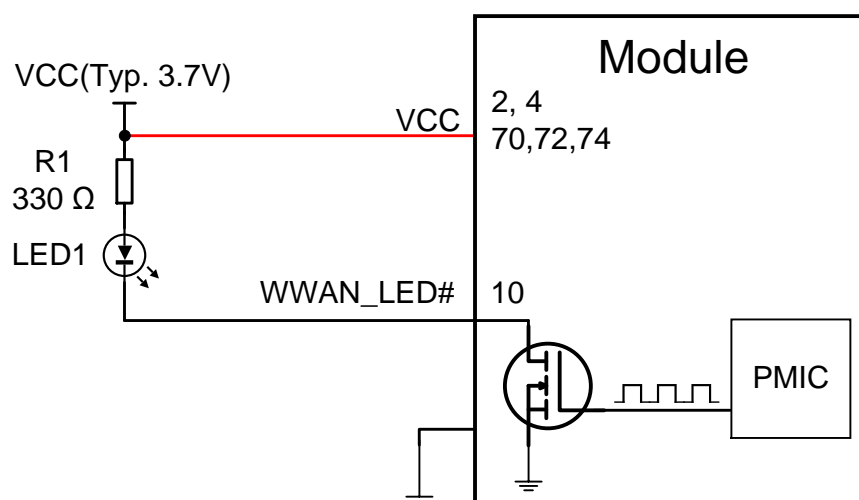 Module
VCC(Typ. 3.7V)
VCC
2, 4
70,72,74
R1
330 Ω
LED1
WWAN_LED#
10
PMIC